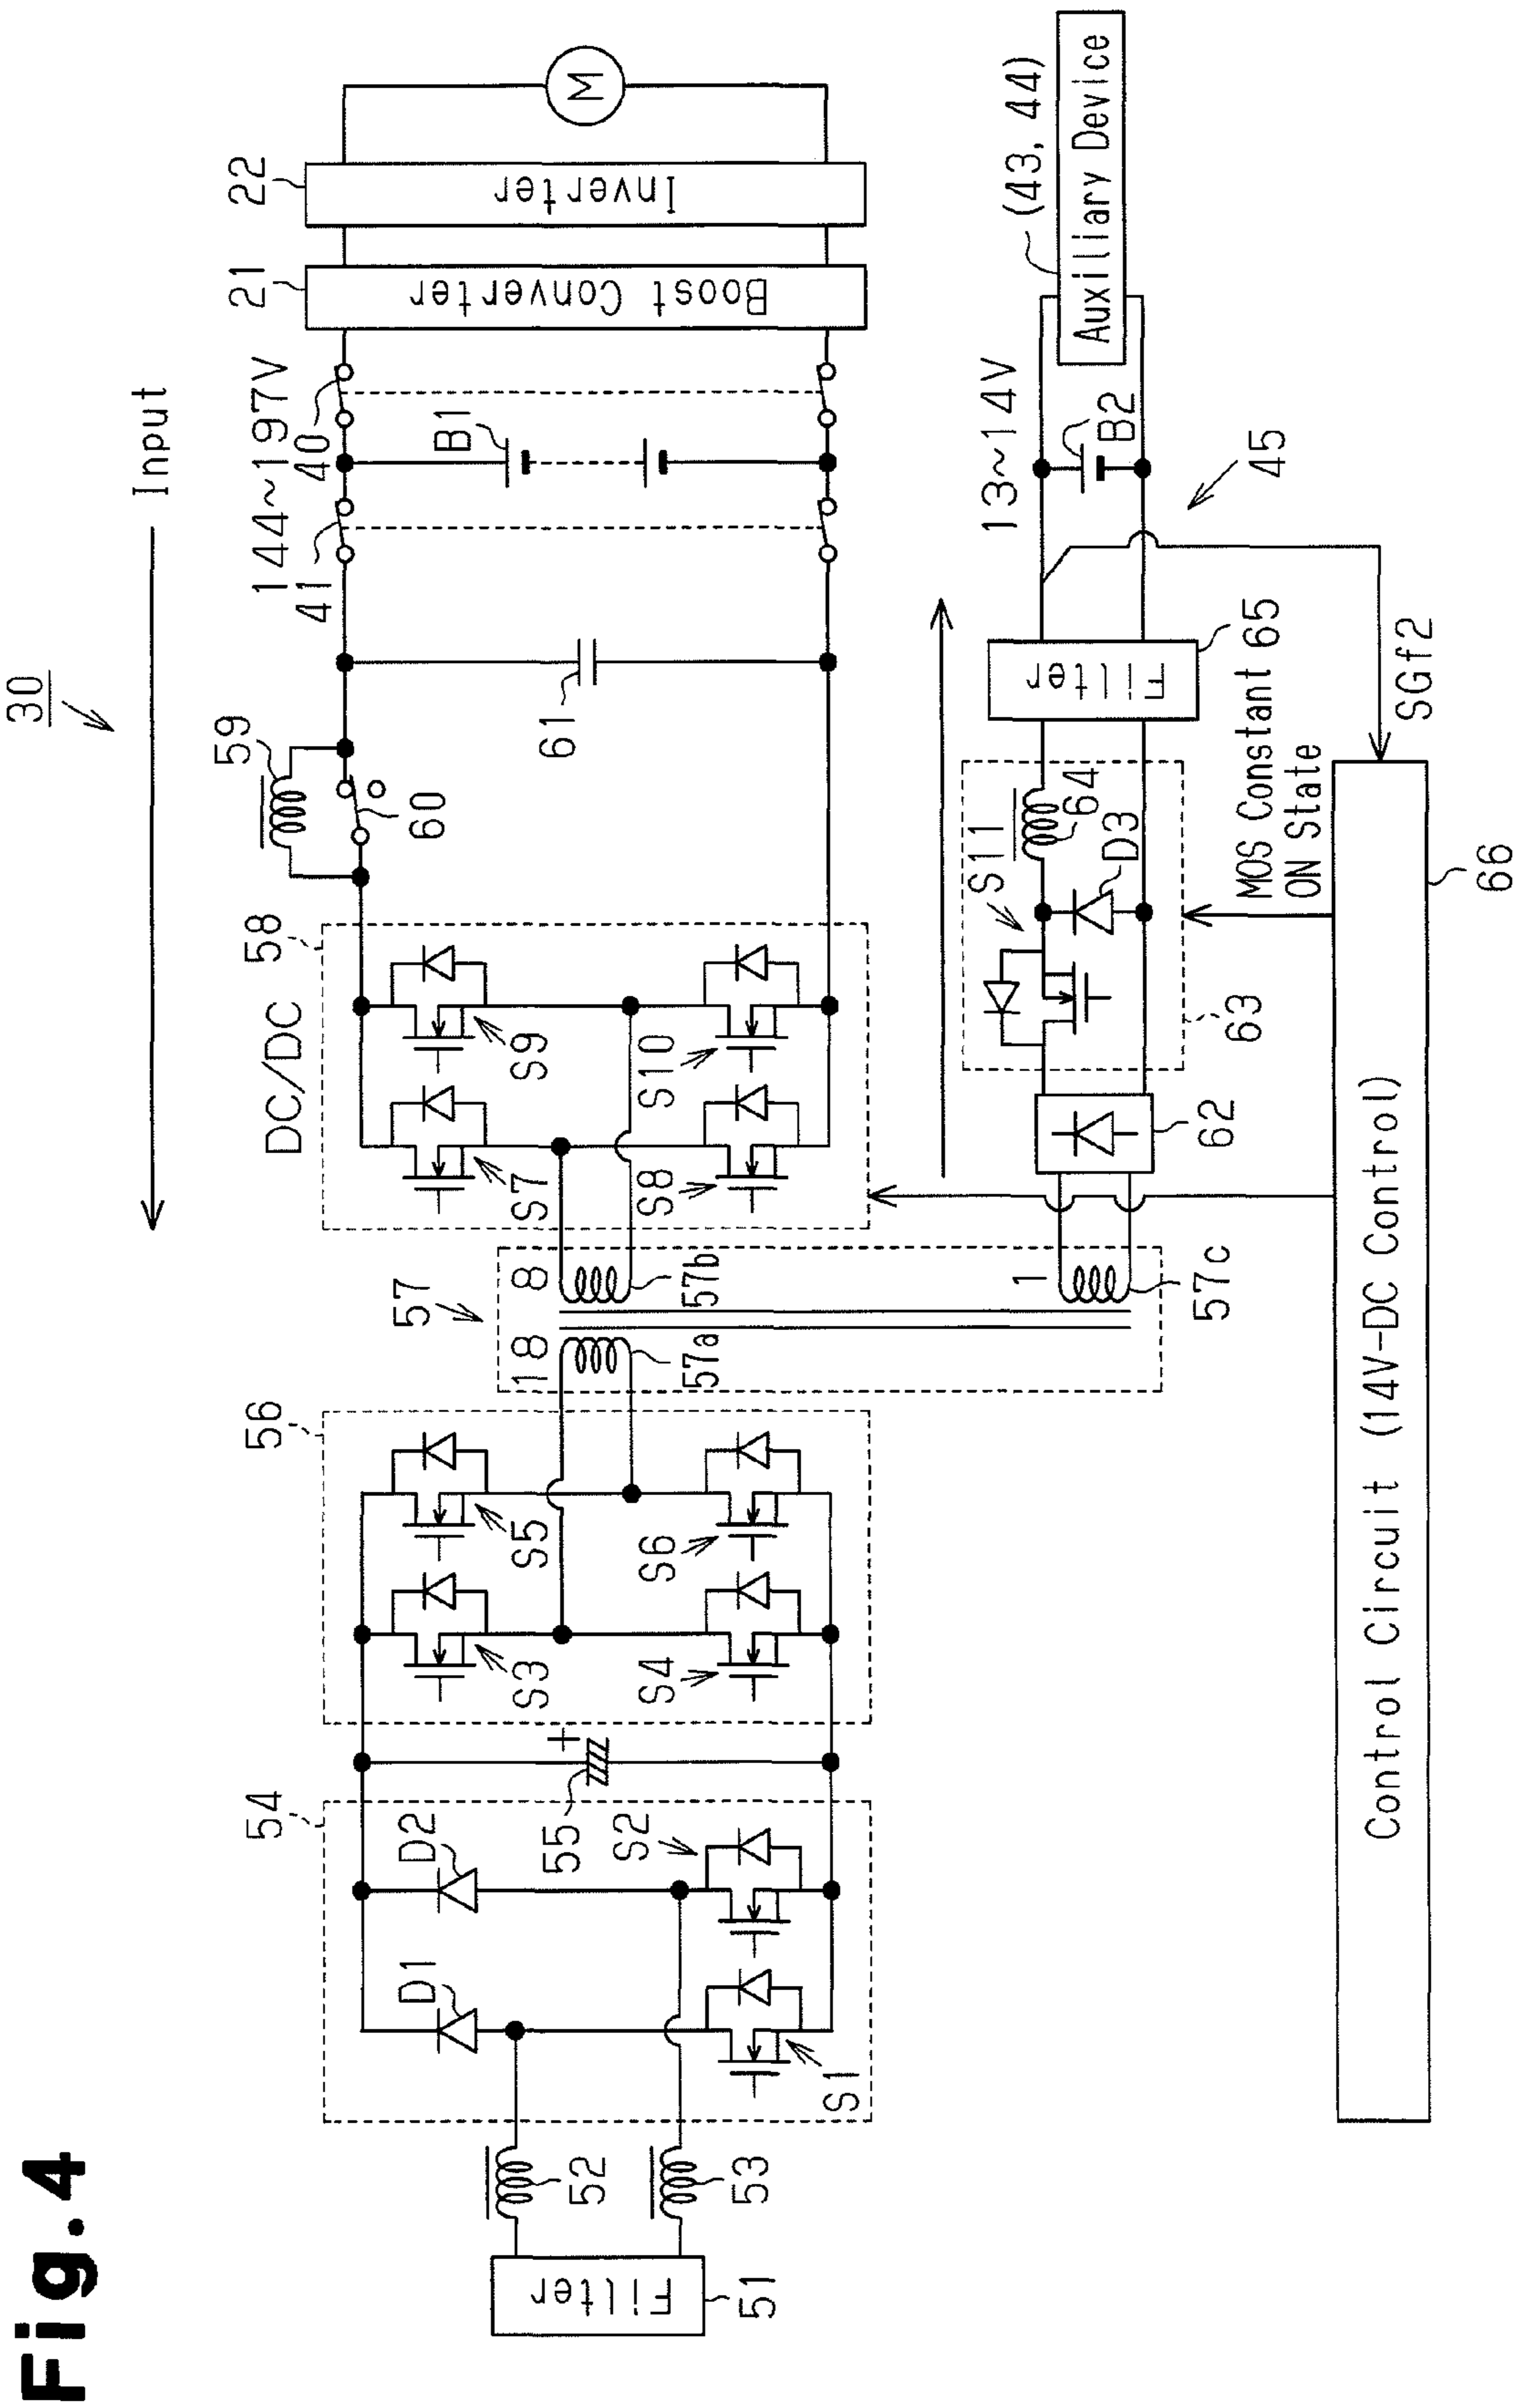 Fig.4
30
Input
54
56
DC/DC
58
59
41
144~197V
40
21
22
D1
D2
S3
S5
S7
S9
60
B1
Boost Converter
Inverter
M
Filter
51
52
53
S1
S2
55
+
S4
S6
57
18
8
57a
57b
S8
S10
61
1
57c
62
63
S11
64
D3
Filter
65
13~14V
B2
45
(43, 44)
Auxiliary Device
MOS Constant
ON State
SGf2
Control Circuit (14V-DC Control)
66